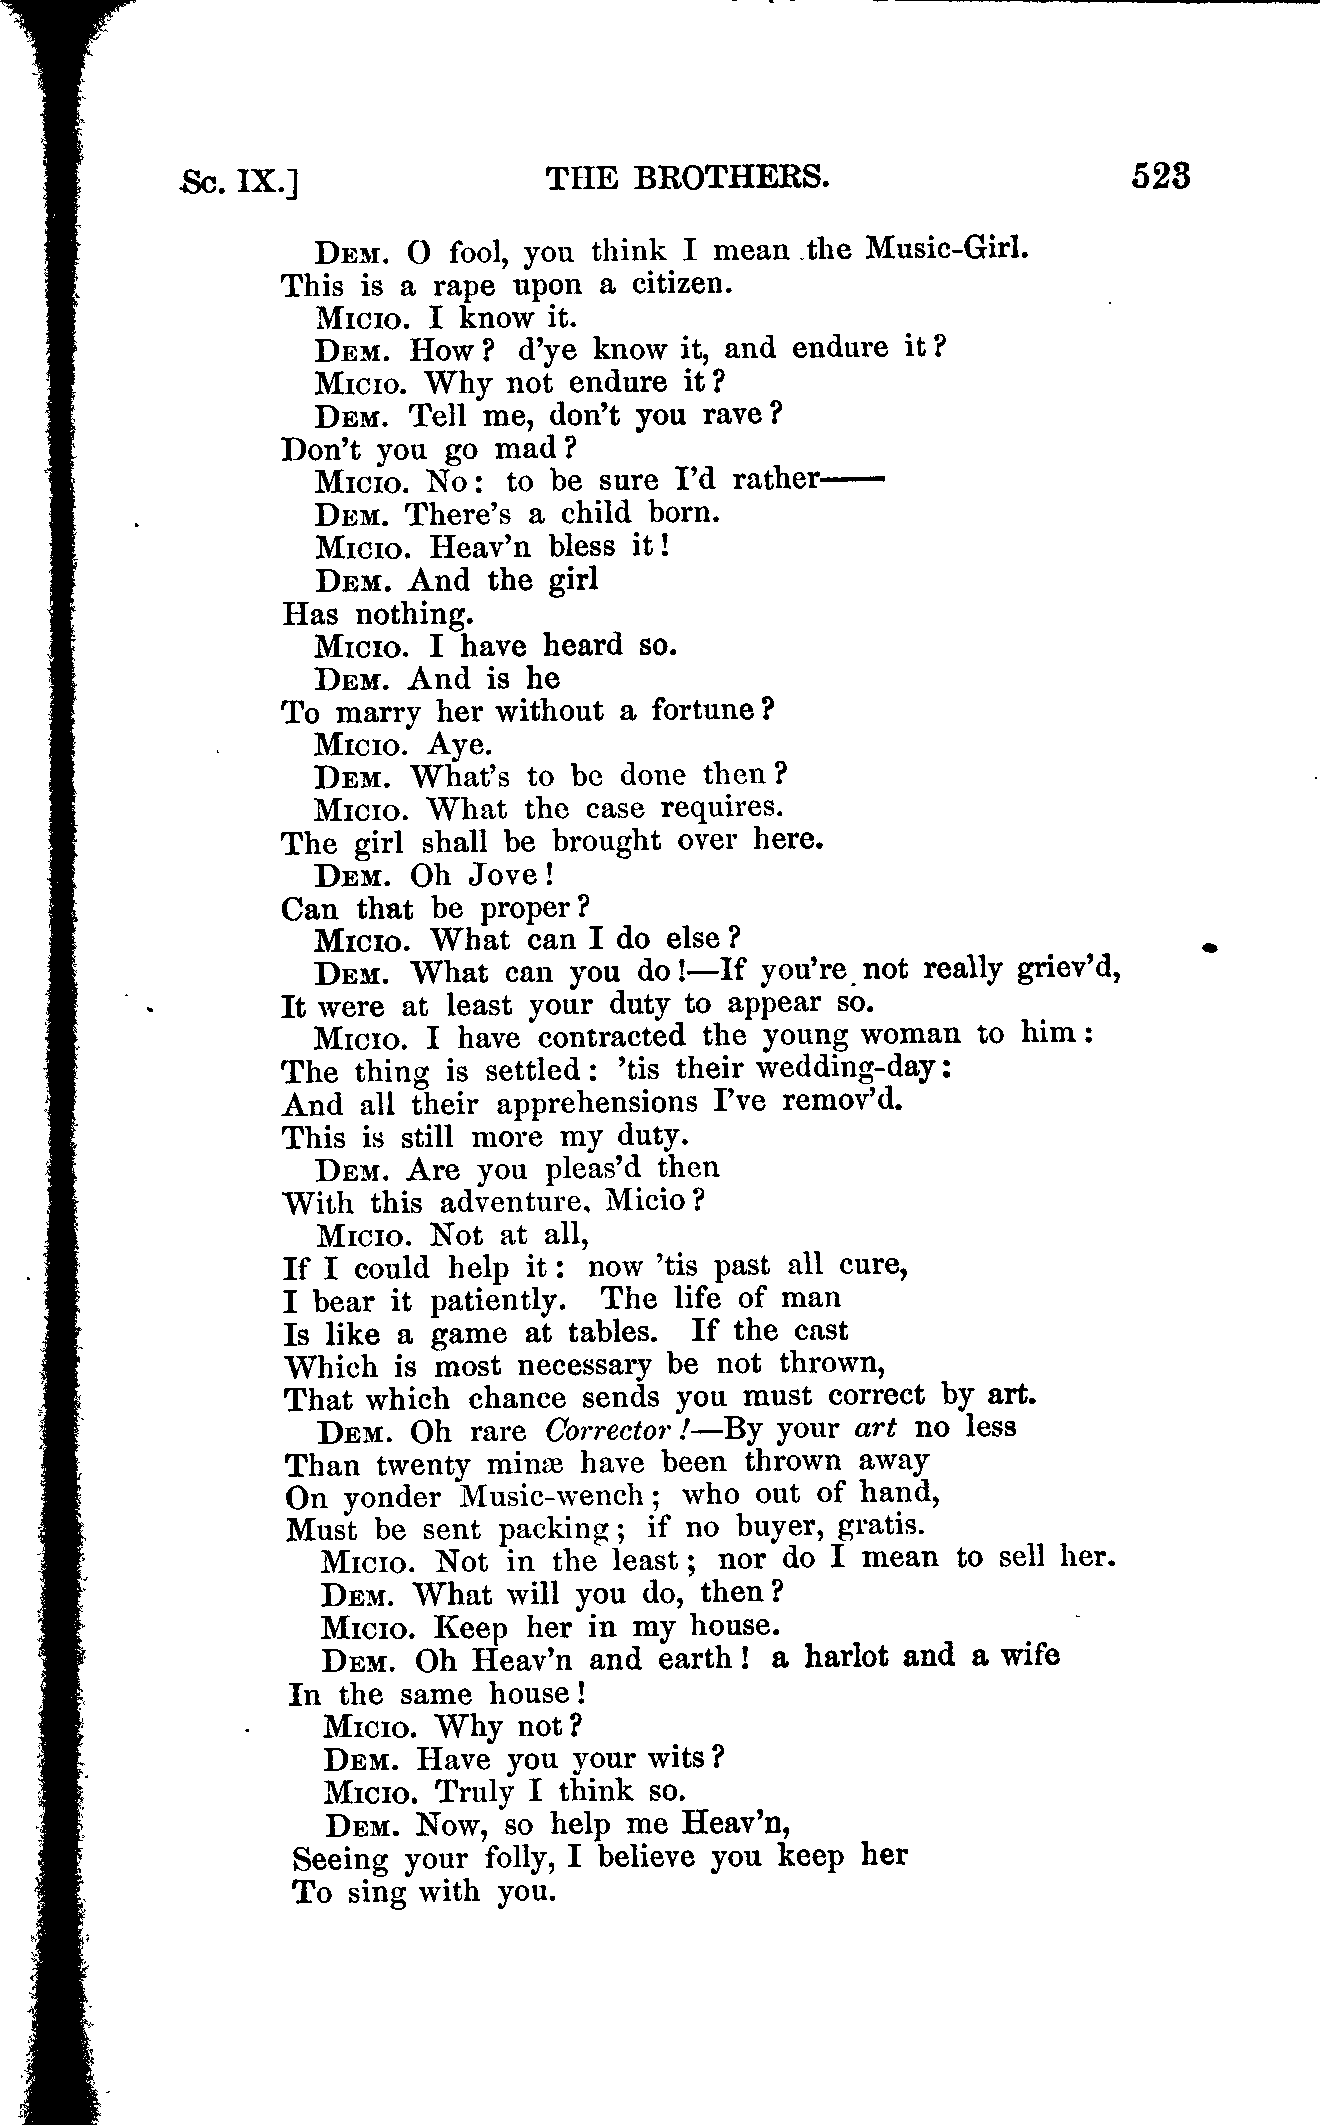 Sc. IX.] THE BROTHERS. 523
DEM. O fool, you think I mean the Music-Girl.
This is a rape upon a citizen.
MICIO. I know it.
DEM. How? d'ye know it, and endure it?
MICIO. Why not endure it?
DEM. Tell me, don't you rave?
Don't you go mad?
MICIO. No: to be sure I'd rather——
DEM. There's a child born.
MICIO. Heav'n bless it!
DEM. And the girl
Has nothing.
MICIO. I have heard so.
DEM. And is he
To marry her without a fortune?
MICIO. Aye.
DEM. What's to be done then?
MICIO. What the case requires.
The girl shall be brought over here.
DEM. Oh Jove!
Can that be proper?
MICIO. What can I do else?
DEM. What can you do!—If you're not really griev'd,
It were at least your duty to appear so.
MICIO. I have contracted the young woman to him:
The thing is settled: 'tis their wedding-day:
And all their apprehensions I've remov'd.
This is still more my duty.
DEM. Are you pleas'd then
With this adventure, Micio?
MICIO. Not at all,
If I could help it: now 'tis past all cure,
I bear it patiently. The life of man
Is like a game at tables. If the cast
Which is most necessary be not thrown,
That which chance sends you must correct by art.
DEM. Oh rare Corrector!—By your art no less
Than twenty minæ have been thrown away
On yonder Music-wench; who out of hand,
Must be sent packing; if no buyer, gratis.
MICIO. Not in the least; nor do I mean to sell her.
DEM. What will you do, then?
MICIO. Keep her in my house.
DEM. Oh Heav'n and earth! a harlot and a wife
In the same house!
MICIO. Why not?
DEM. Have you your wits?
MICIO. Truly I think so.
DEM. Now, so help me Heav'n,
Seeing your folly, I believe you keep her
To sing with you.